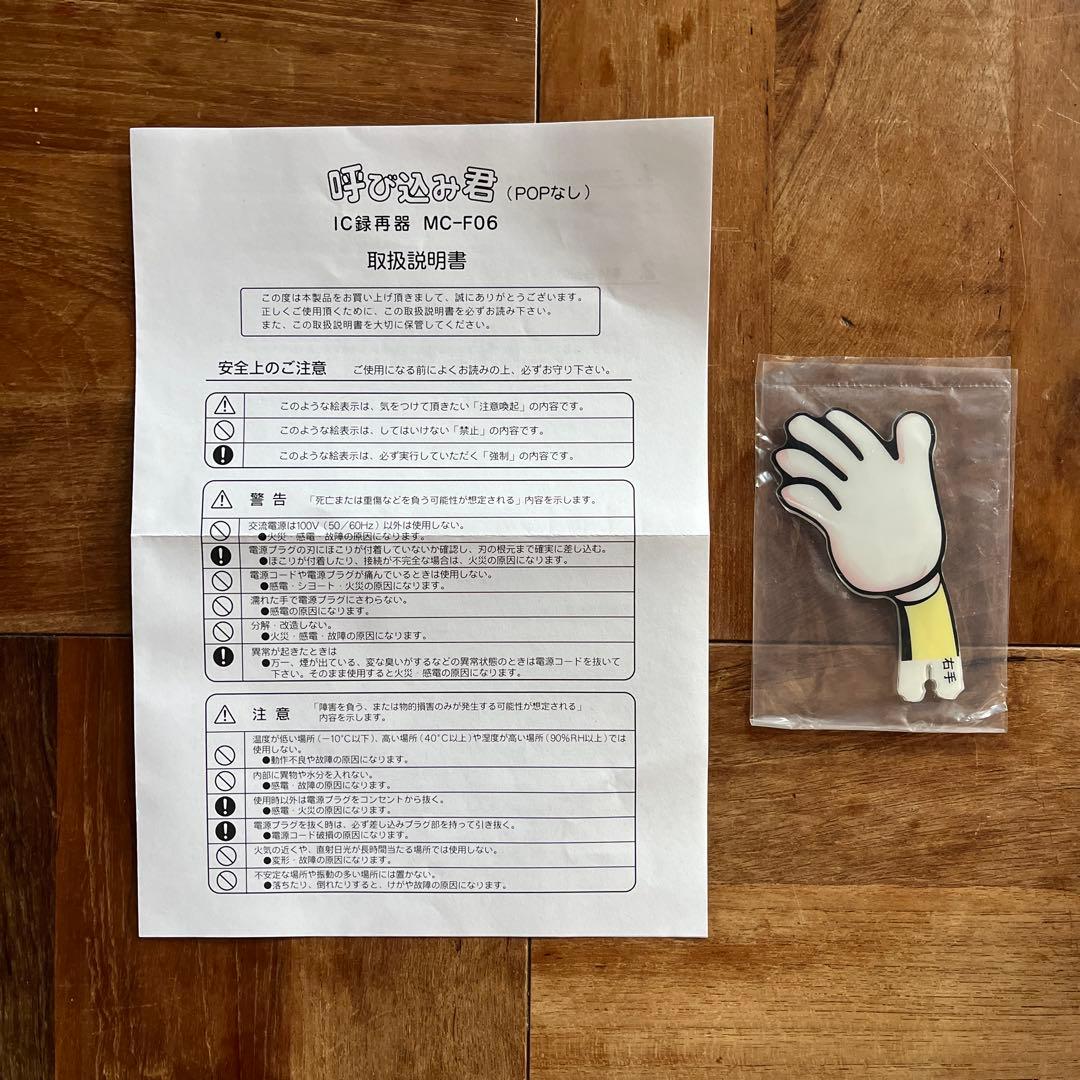 呼び込み君(POPなし)
IC録再器 MC-F06
取扱説明書
この度は本製品をお買い上げ頂きまして、誠にありがとうございます。
正しくご使用頂くために、この取扱説明書を必ずお読み下さい。
また、この取扱説明書を大切に保管してください。
安全上のご注意 ご使用になる前によくお読みの上、必ずお守り下さい。
このような絵表示は、気をつけて頂きたい「注意喚起」の内容です。
このような絵表示は、してはいけない「禁止」の内容です。
このような絵表示は、必ず実行していただく「強制」の内容です。
警告 「死亡または重傷などを負う可能性が想定される」内容を示します。
交流電源は100V(50/60Hz)以外は使用しない。
●火災・感電・故障の原因になります。
電源プラグの刃にほこりが付着していないか確認し、刃の根元まで確実に差し込む。
●ほこりが付着したり、接続が不完全な場合は、火災の原因になります。
電源コードや電源プラグが痛んでいるときは使用しない。
●感電・ショート・火災の原因になります。
濡れた手で電源プラグにさわらない。
●感電の原因になります。
分解・改造しない。
●火災・感電・故障の原因になります。
異常が起きたときは
●万一、煙が出ている、変な臭いがするなどの異常状態のときは電源コードを抜いて
下さい。そのまま使用すると火災・感電の原因になります。
注意 「障害を負う、または物的損害のみが発生する可能性が想定される」
内容を示します。
温度が低い場所(-10℃以下)、高い場所(40℃以上)や湿度が高い場所(90%RH以上)では
使用しない。
●動作不良や故障の原因になります。
内部に異物や水分を入れない。
●感電・故障の原因になります。
使用時以外は電源プラグをコンセントから抜く。
●感電・火災の原因になります。
電源プラグを抜く時は、必ず差し込みプラグ部を持って引き抜く。
●電源コード破損の原因になります。
火気の近くや、直射日光が長時間当たる場所では使用しない。
●変形・故障の原因になります。
不安定な場所や振動の多い場所には置かない。
●落ちたり、倒れたりすると、けがや故障の原因になります。
右手